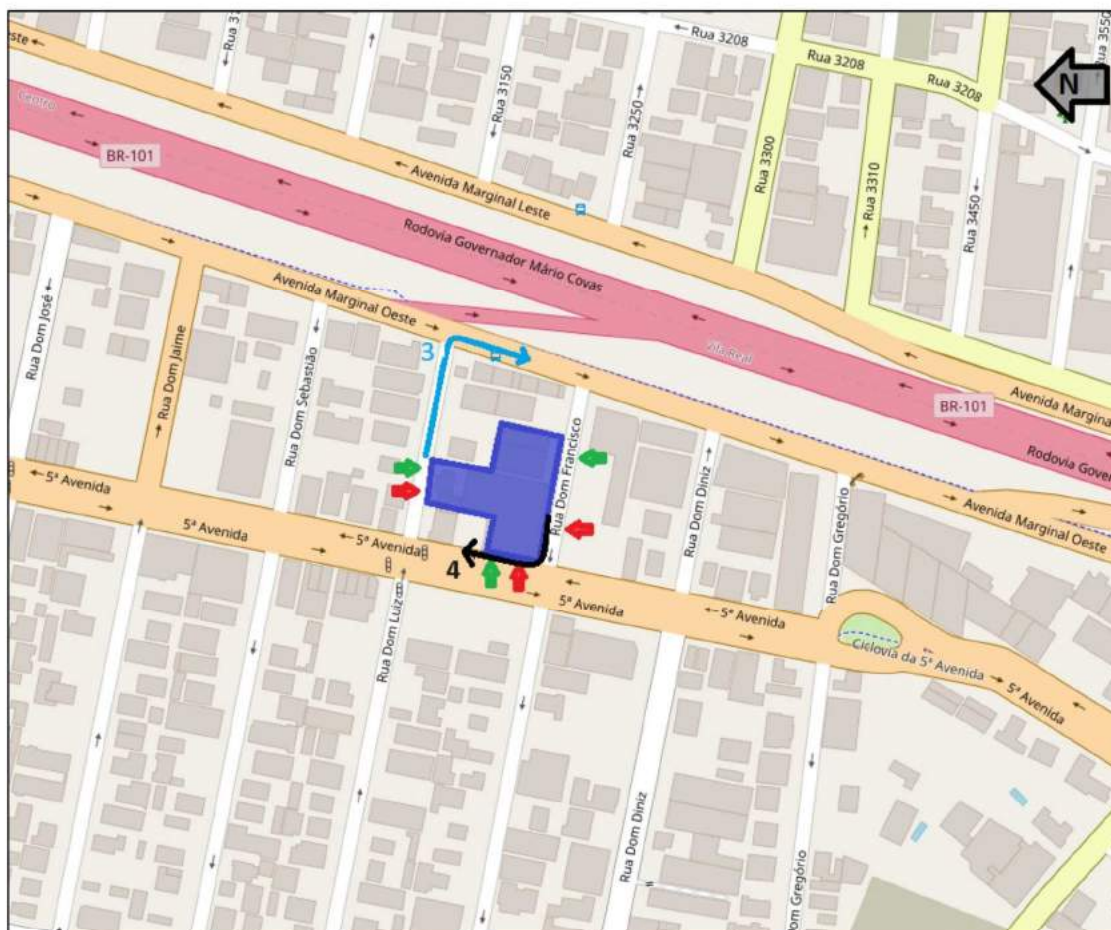 Rua 3208
Rua 3208
Rua 3208
N
Centro
BR-101
Rua 3150
Rua 3250
Rua 3300
Rua 3310
Rua 3450
Avenida Marginal Leste
Rodovia Governador Mário Covas
Rua Dom José
Rua Dom Jaime
Rua Dom Sebastião
Avenida Marginal Oeste
3
Vila Real
BR-101
Avenida Marginal
Rodovia Gover
Rua Dom Francisco
Rua Dom Diniz
Rua Dom Gregório
Avenida Marginal Oeste
5ª Avenida
5ª Avenida
5ª Avenida
4
5ª Avenida
5ª Avenida
Rua Dom Luiz
Ciclovia da 5ª Avenida
5ª Avenida
Rua Dom Diniz
Dom Gregório